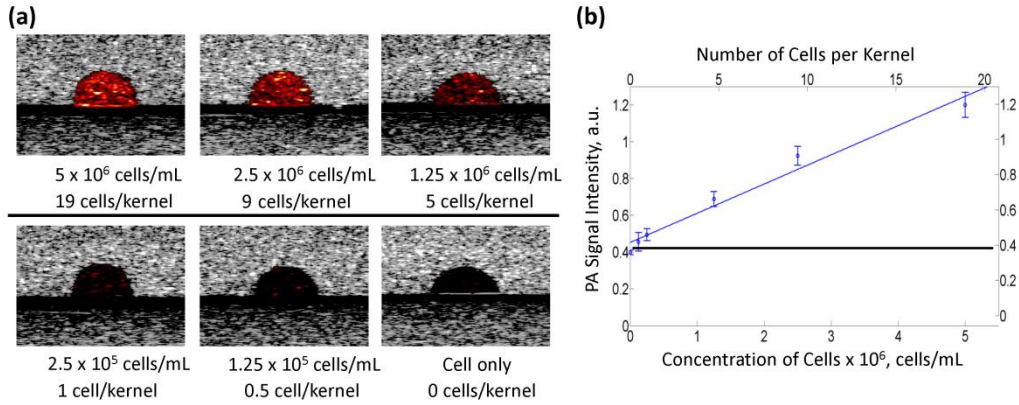 (a)
5 x 10⁶ cells/mL
19 cells/kernel
2.5 x 10⁶ cells/mL
9 cells/kernel
1.25 x 10⁶ cells/mL
5 cells/kernel
2.5 x 10⁵ cells/mL
1 cell/kernel
1.25 x 10⁵ cells/mL
0.5 cell/kernel
Cell only
0 cells/kernel
(b)
Number of Cells per Kernel
0 5 10 15 20
PA Signal Intensity, a.u.
1.2
1
0.8
0.6
0.4
0.2
0
1.2
1
0.8
0.6
0.4
0.2
0
0 1 2 3 4 5
Concentration of Cells x 10⁶, cells/mL